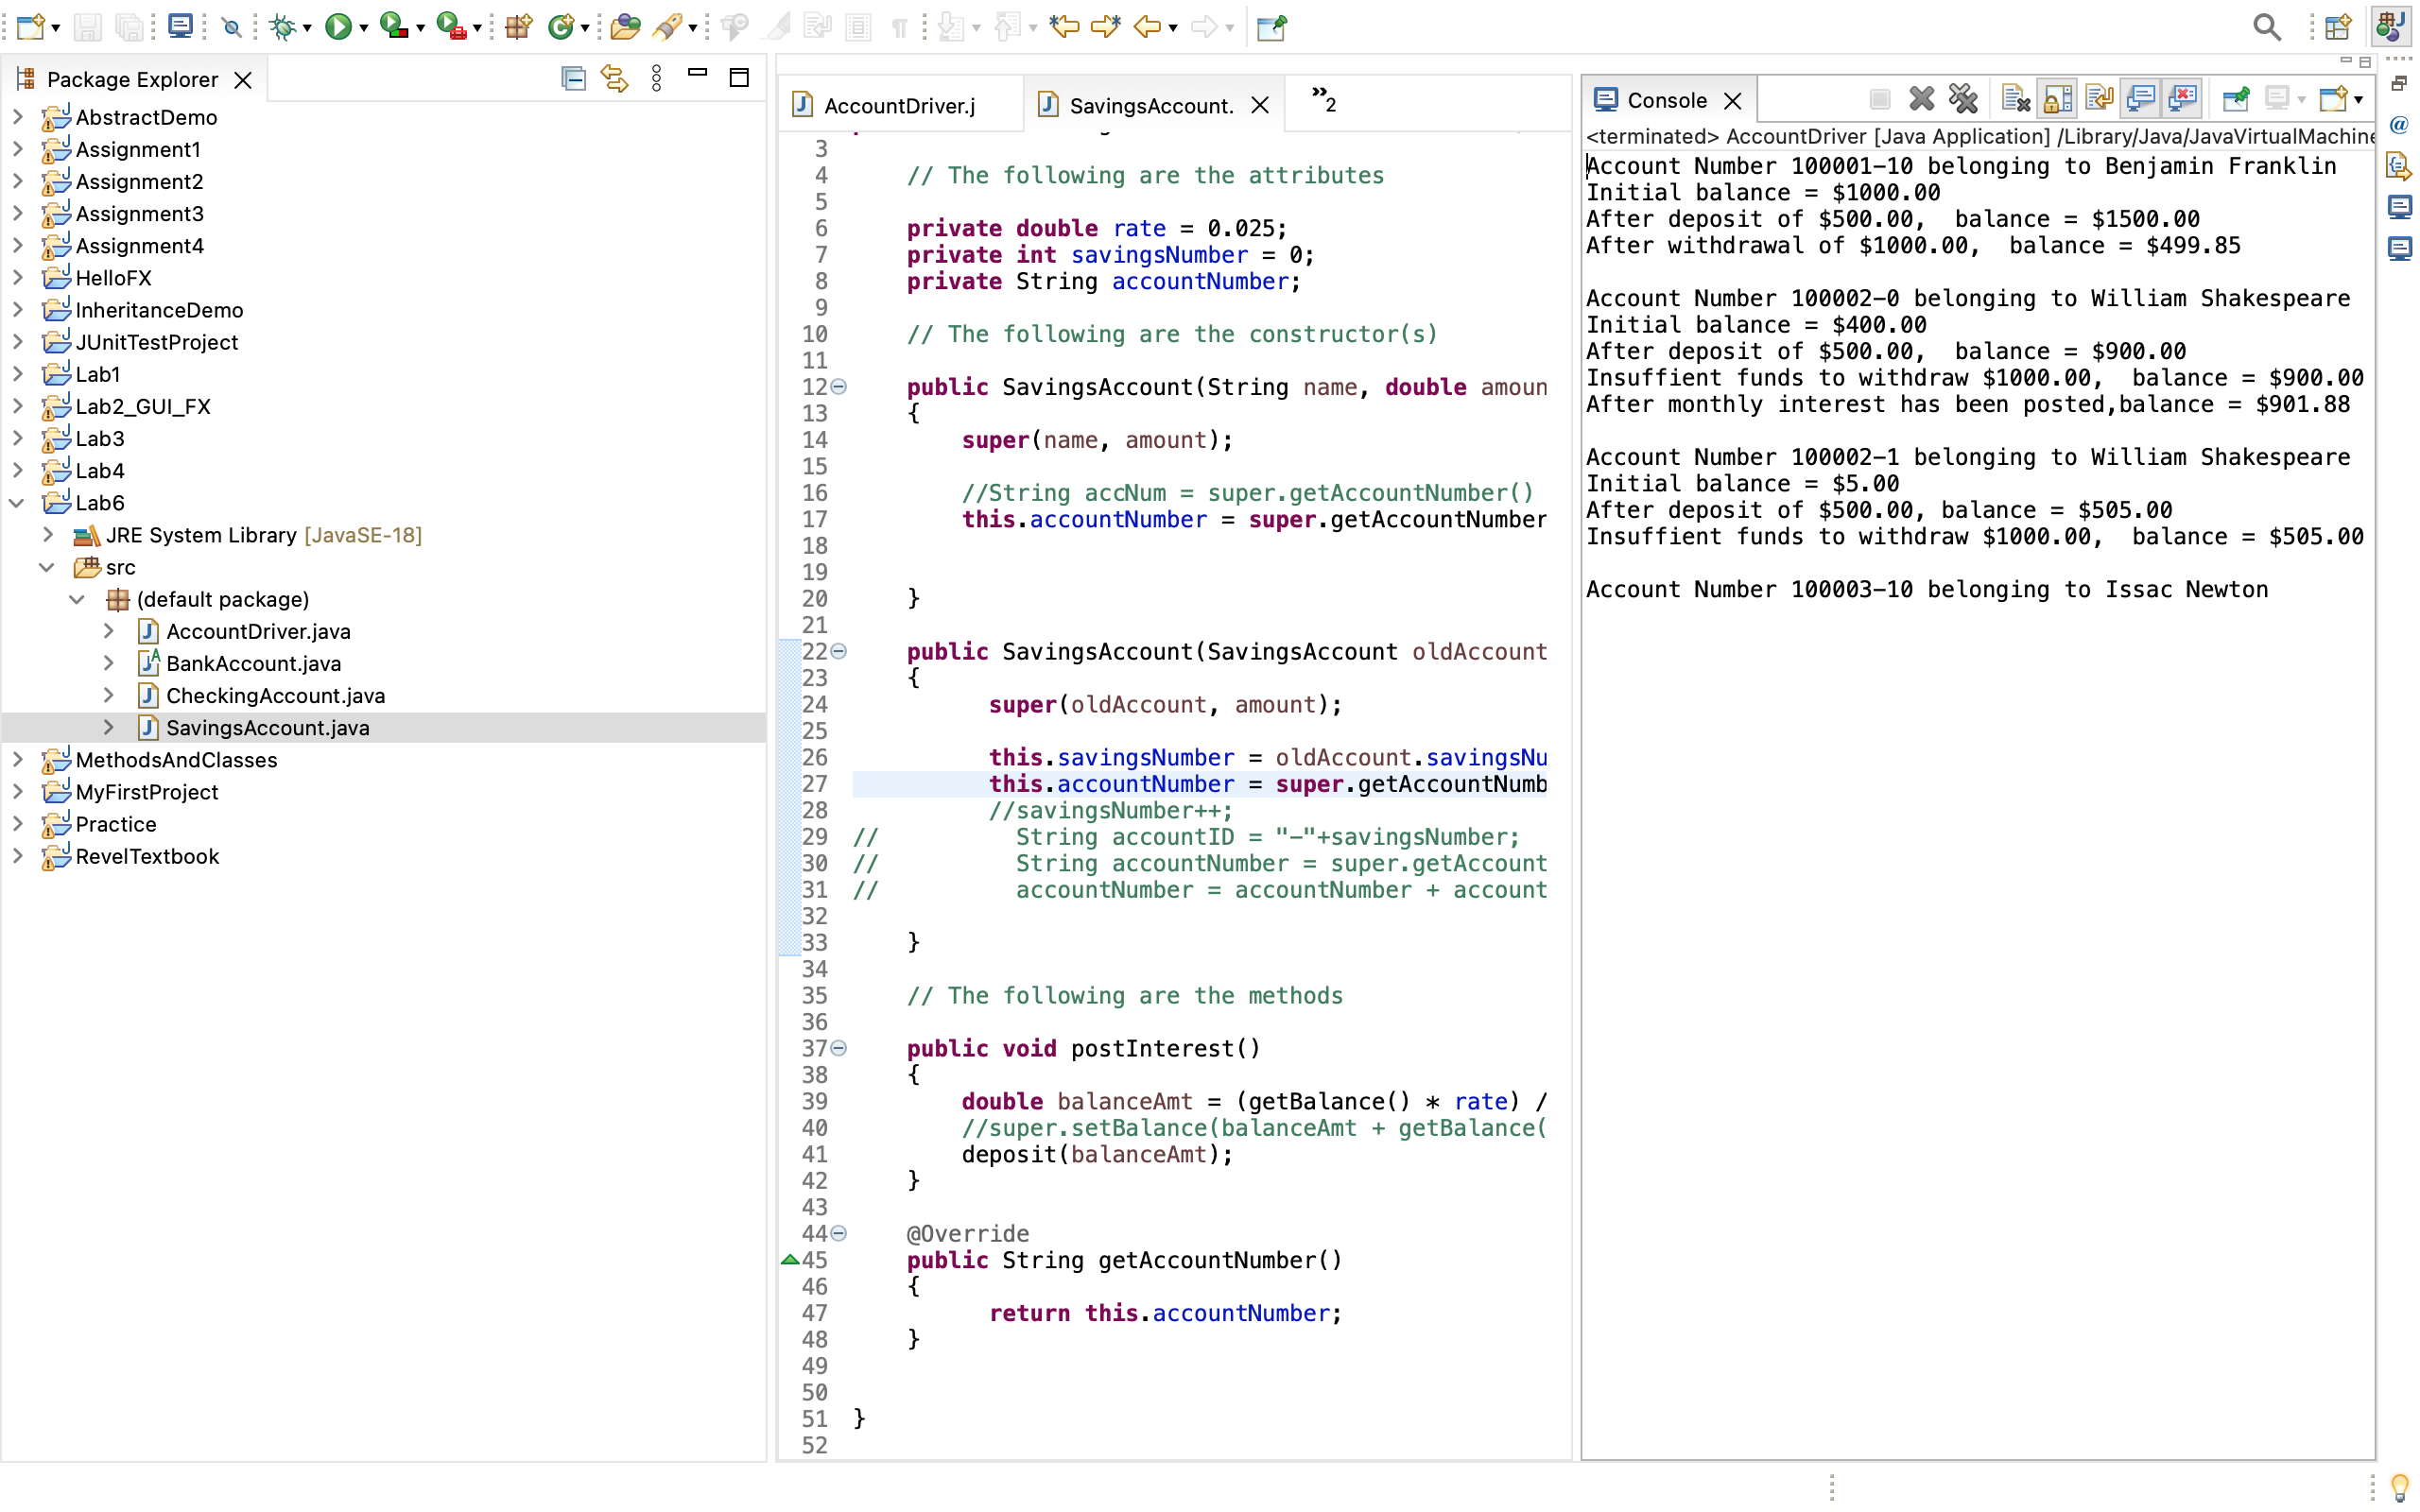 Package Explorer
AbstractDemo
Assignment1
Assignment2
Assignment3
Assignment4
HelloFX
InheritanceDemo
JUnitTestProject
Lab1
Lab2_GUI_FX
Lab3
Lab4
Lab6
JRE System Library [JavaSE-18]
src
(default package)
AccountDriver.java
BankAccount.java
CheckingAccount.java
SavingsAccount.java
MethodsAndClasses
MyFirstProject
Practice
RevelTextbook
AccountDriver.j
SavingsAccount.
»2
3
4 // The following are the attributes
5
6 private double rate = 0.025;
7 private int savingsNumber = 0;
8 private String accountNumber;
9
10 // The following are the constructor(s)
11
12 public SavingsAccount(String name, double amoun
13 {
14 super(name, amount);
15
16 //String accNum = super.getAccountNumber()
17 this.accountNumber = super.getAccountNumber
18
19
20 }
21
22 public SavingsAccount(SavingsAccount oldAccount
23 {
24 super(oldAccount, amount);
25
26 this.savingsNumber = oldAccount.savingsNu
27 this.accountNumber = super.getAccountNumb
28 //savingsNumber++;
29 // String accountID = "-"+savingsNumber;
30 // String accountNumber = super.getAccount
31 // accountNumber = accountNumber + account
32
33 }
34
35 // The following are the methods
36
37 public void postInterest()
38 {
39 double balanceAmt = (getBalance() * rate) /
40 //super.setBalance(balanceAmt + getBalance(
41 deposit(balanceAmt);
42 }
43
44 @Override
45 public String getAccountNumber()
46 {
47 return this.accountNumber;
48 }
49
50
51 }
52
Console
<terminated> AccountDriver [Java Application] /Library/Java/JavaVirtualMachine
Account Number 100001-10 belonging to Benjamin Franklin
Initial balance = $1000.00
After deposit of $500.00,  balance = $1500.00
After withdrawal of $1000.00,  balance = $499.85
Account Number 100002-0 belonging to William Shakespeare
Initial balance = $400.00
After deposit of $500.00,  balance = $900.00
Insufficient funds to withdraw $1000.00,  balance = $900.00
After monthly interest has been posted,balance = $901.88
Account Number 100002-1 belonging to William Shakespeare
Initial balance = $5.00
After deposit of $500.00, balance = $505.00
Insufficient funds to withdraw $1000.00,  balance = $505.00
Account Number 100003-10 belonging to Issac Newton